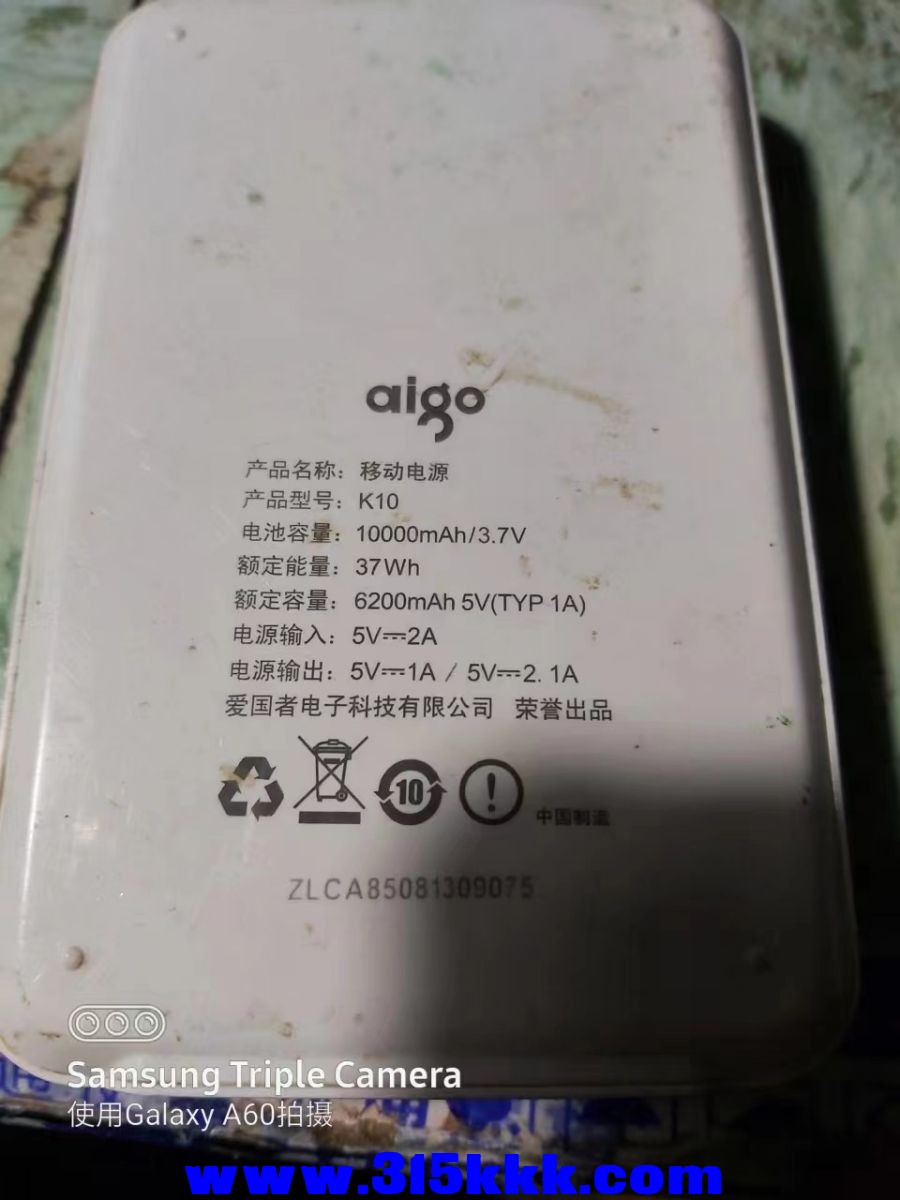 aigo
产品名称：移动电源
产品型号：K10
电池容量：10000mAh/3.7V
额定能量：37Wh
额定容量：6200mAh 5V(TYP 1A)
电源输入：5V⎓2A
电源输出：5V⎓1A / 5V⎓2.1A
爱国者电子科技有限公司 荣誉出品
10
!
中国制造
ZLCA85081309075
Samsung Triple Camera
使用Galaxy A60拍摄
www.315kkk.com